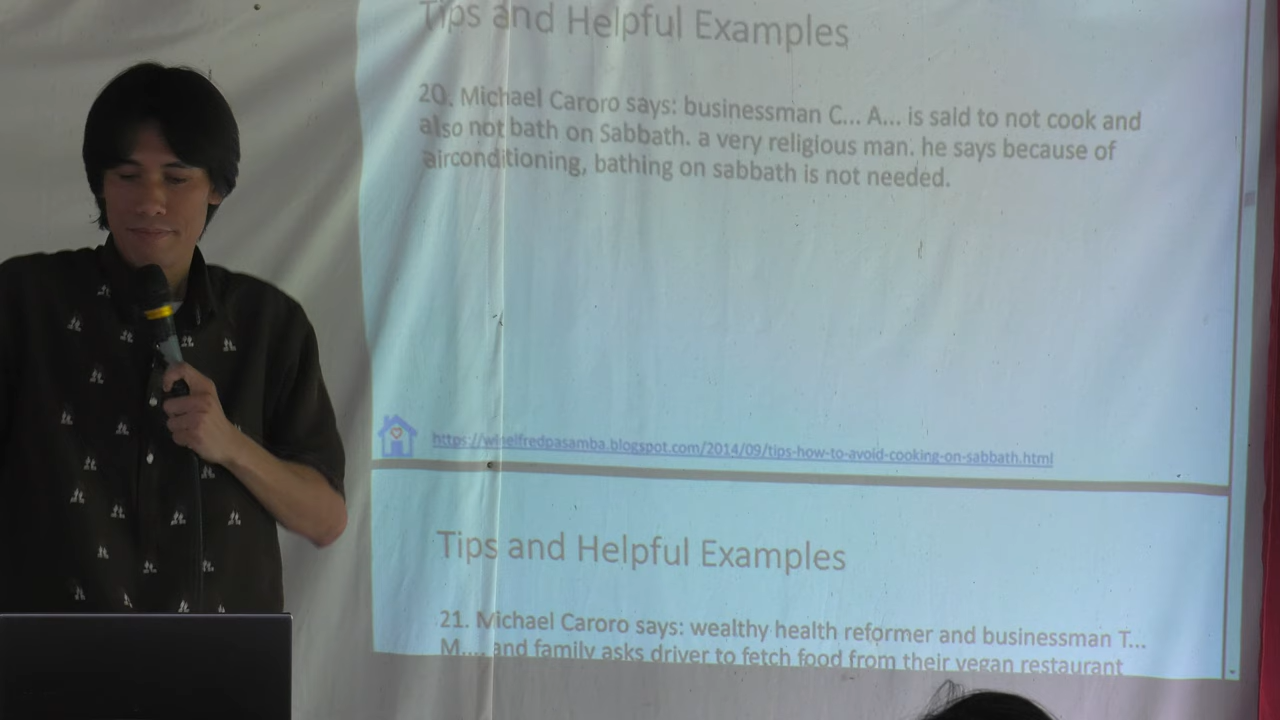 Tips and Helpful Examples
20. Michael Caroro says: businessman C... A... is said to not cook and
also not bath on Sabbath. a very religious man. he says because of
airconditioning, bathing on sabbath is not needed.
https://winelfredpasamba.blogspot.com/2014/09/tips-how-to-avoid-cooking-on-sabbath.html
Tips and Helpful Examples
21. Michael Caroro says: wealthy health reformer and businessman T...
M.... and family asks driver to fetch food from their vegan restaurant